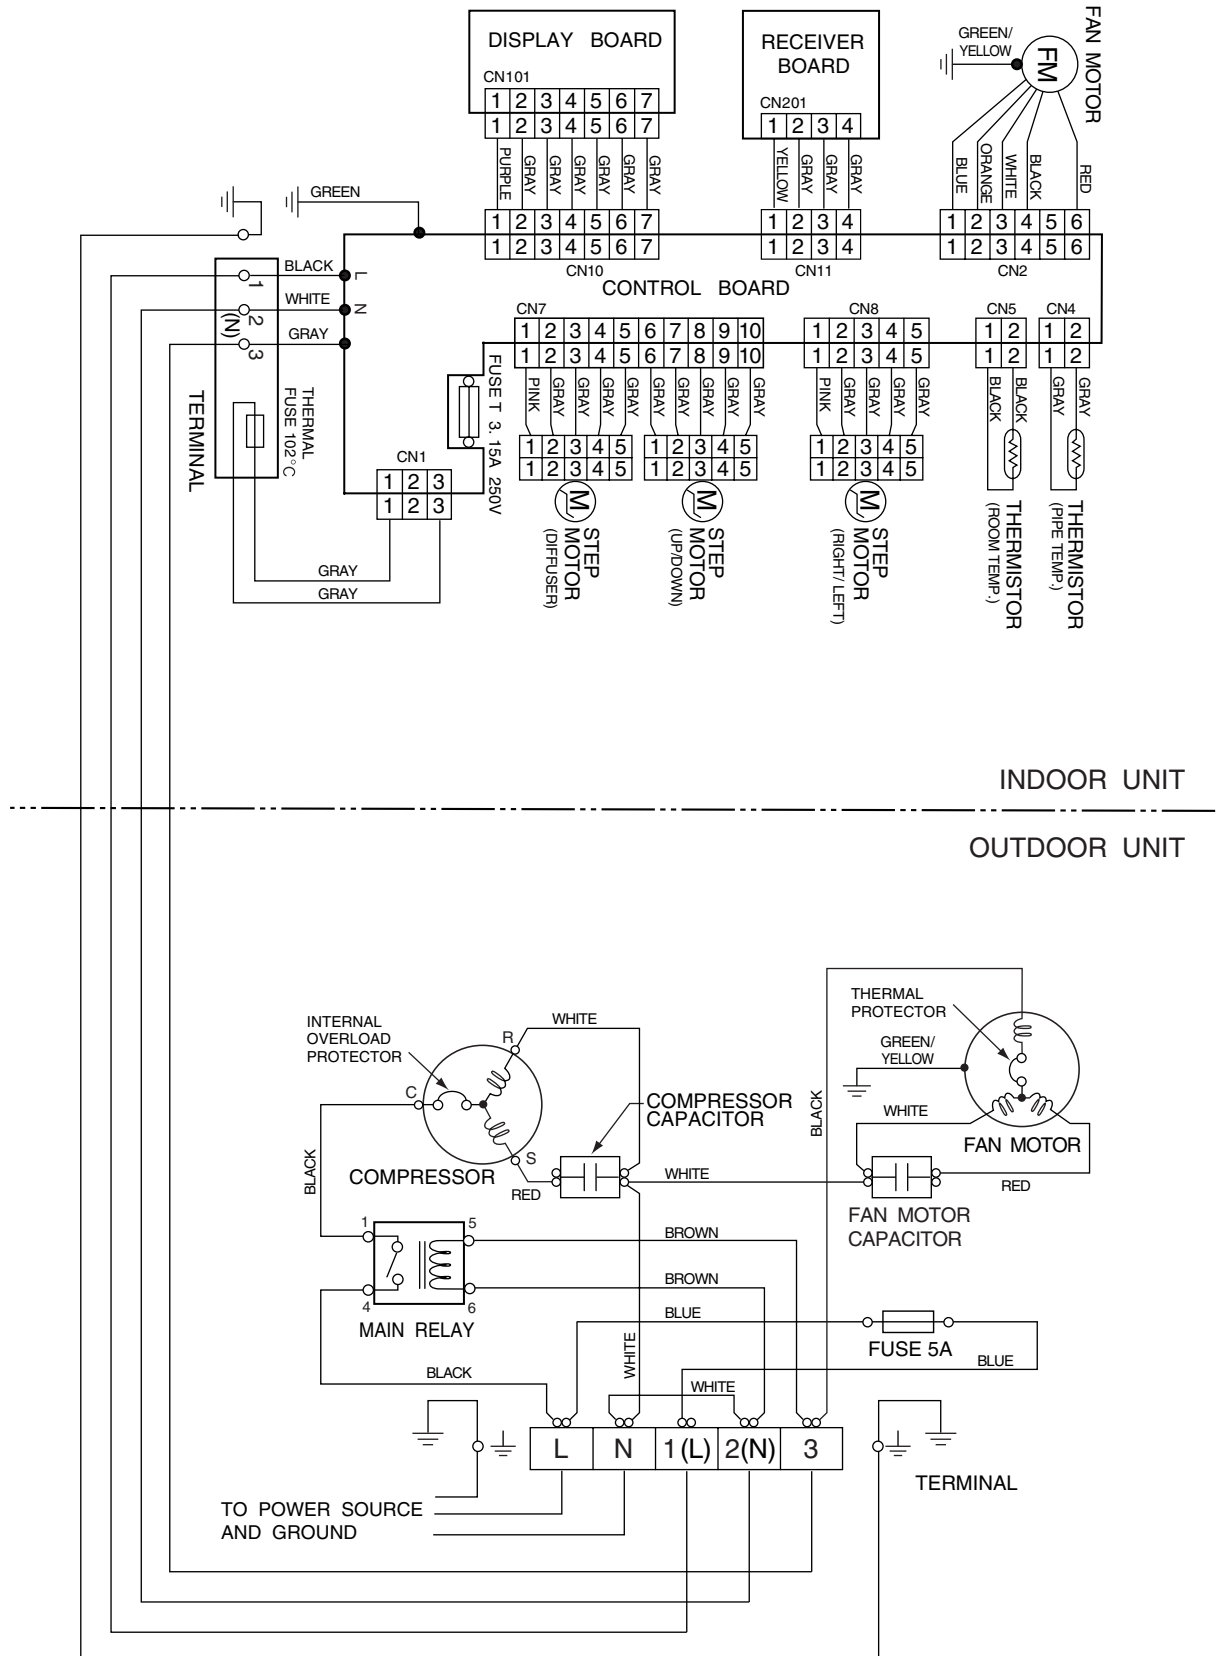 DISPLAY BOARD
CN101
1 2 3 4 5 6 7
1 2 3 4 5 6 7
PURPLE GRAY GRAY GRAY GRAY GRAY GRAY
1 2 3 4 5 6 7
1 2 3 4 5 6 7
CN10
RECEIVER
BOARD
CN201
1 2 3 4
YELLOW GRAY GRAY GRAY
1 2 3 4
1 2 3 4
CN11
GREEN/
YELLOW
FM
FAN MOTOR
BLUE ORANGE WHITE BLACK RED
1 2 3 4 5 6
1 2 3 4 5 6
CN2
GREEN
BLACK
L
WHITE
N
GRAY
1
2
(N)
3
TERMINAL
THERMAL
FUSE 102°C
CONTROL BOARD
FUSE T 3. 15A 250V
CN1
1 2 3
1 2 3
GRAY
GRAY
CN7
1 2 3 4 5 6 7 8 9 10
1 2 3 4 5 6 7 8 9 10
PINK GRAY GRAY GRAY GRAY GRAY GRAY GRAY GRAY GRAY
1 2 3 4 5
1 2 3 4 5
M
STEP
MOTOR
(DIFFUSER)
1 2 3 4 5
1 2 3 4 5
M
STEP
MOTOR
(UP/DOWN)
CN8
1 2 3 4 5
1 2 3 4 5
PINK GRAY GRAY GRAY GRAY
1 2 3 4 5
1 2 3 4 5
M
STEP
MOTOR
(RIGHT/ LEFT)
CN5
1 2
1 2
BLACK BLACK
THERMISTOR
(ROOM TEMP.)
CN4
1 2
1 2
GRAY GRAY
THERMISTOR
(PIPE TEMP.)
INDOOR UNIT
OUTDOOR UNIT
INTERNAL
OVERLOAD
PROTECTOR
R
WHITE
C
S
COMPRESSOR
RED
BLACK
COMPRESSOR
CAPACITOR
WHITE
THERMAL
PROTECTOR
GREEN/
YELLOW
BLACK
WHITE
FAN MOTOR
RED
FAN MOTOR
CAPACITOR
1
5
4
6
MAIN RELAY
BROWN
BROWN
BLUE
FUSE 5A
BLUE
WHITE
WHITE
BLACK
L N 1(L) 2(N) 3
TERMINAL
TO POWER SOURCE
AND GROUND